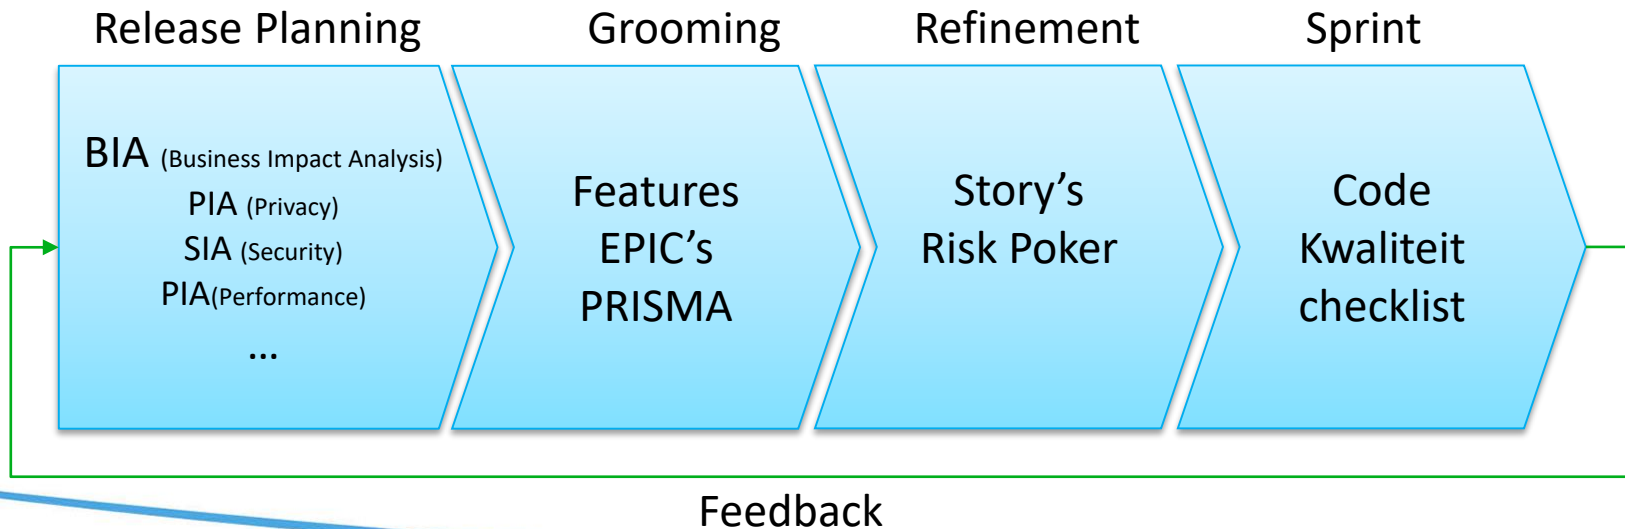 Release Planning
Grooming
Refinement
Sprint
BIA (Business Impact Analysis)
PIA (Privacy)
SIA (Security)
PIA(Performance)
...
Features
EPIC’s
PRISMA
Story’s
Risk Poker
Code
Kwaliteit
checklist
Feedback